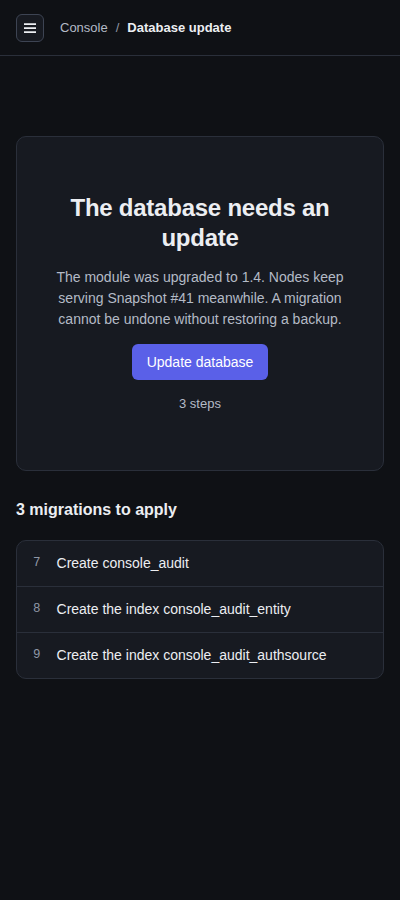 Console / Database update
The database needs an
update
The module was upgraded to 1.4. Nodes keep
serving Snapshot #41 meanwhile. A migration
cannot be undone without restoring a backup.
Update database
3 steps
3 migrations to apply
7 Create console_audit
8 Create the index console_audit_entity
9 Create the index console_audit_authsource